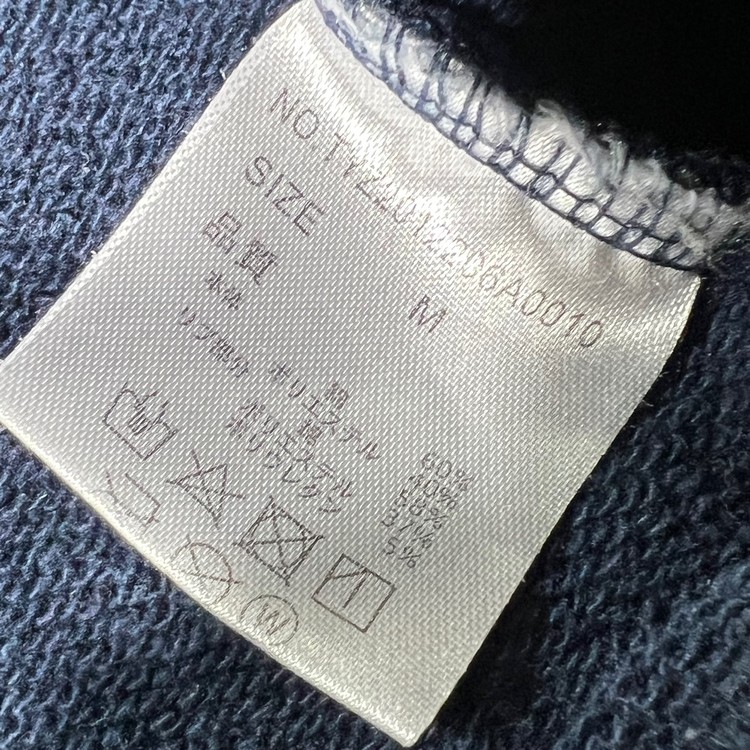 NO:TVZ2201Z206A0010
SIZE M
品質
本体 綿 60%
ポリエステル 40%
リブ部分 綿 58%
ポリエステル 37%
ポリウレタン 5%
W